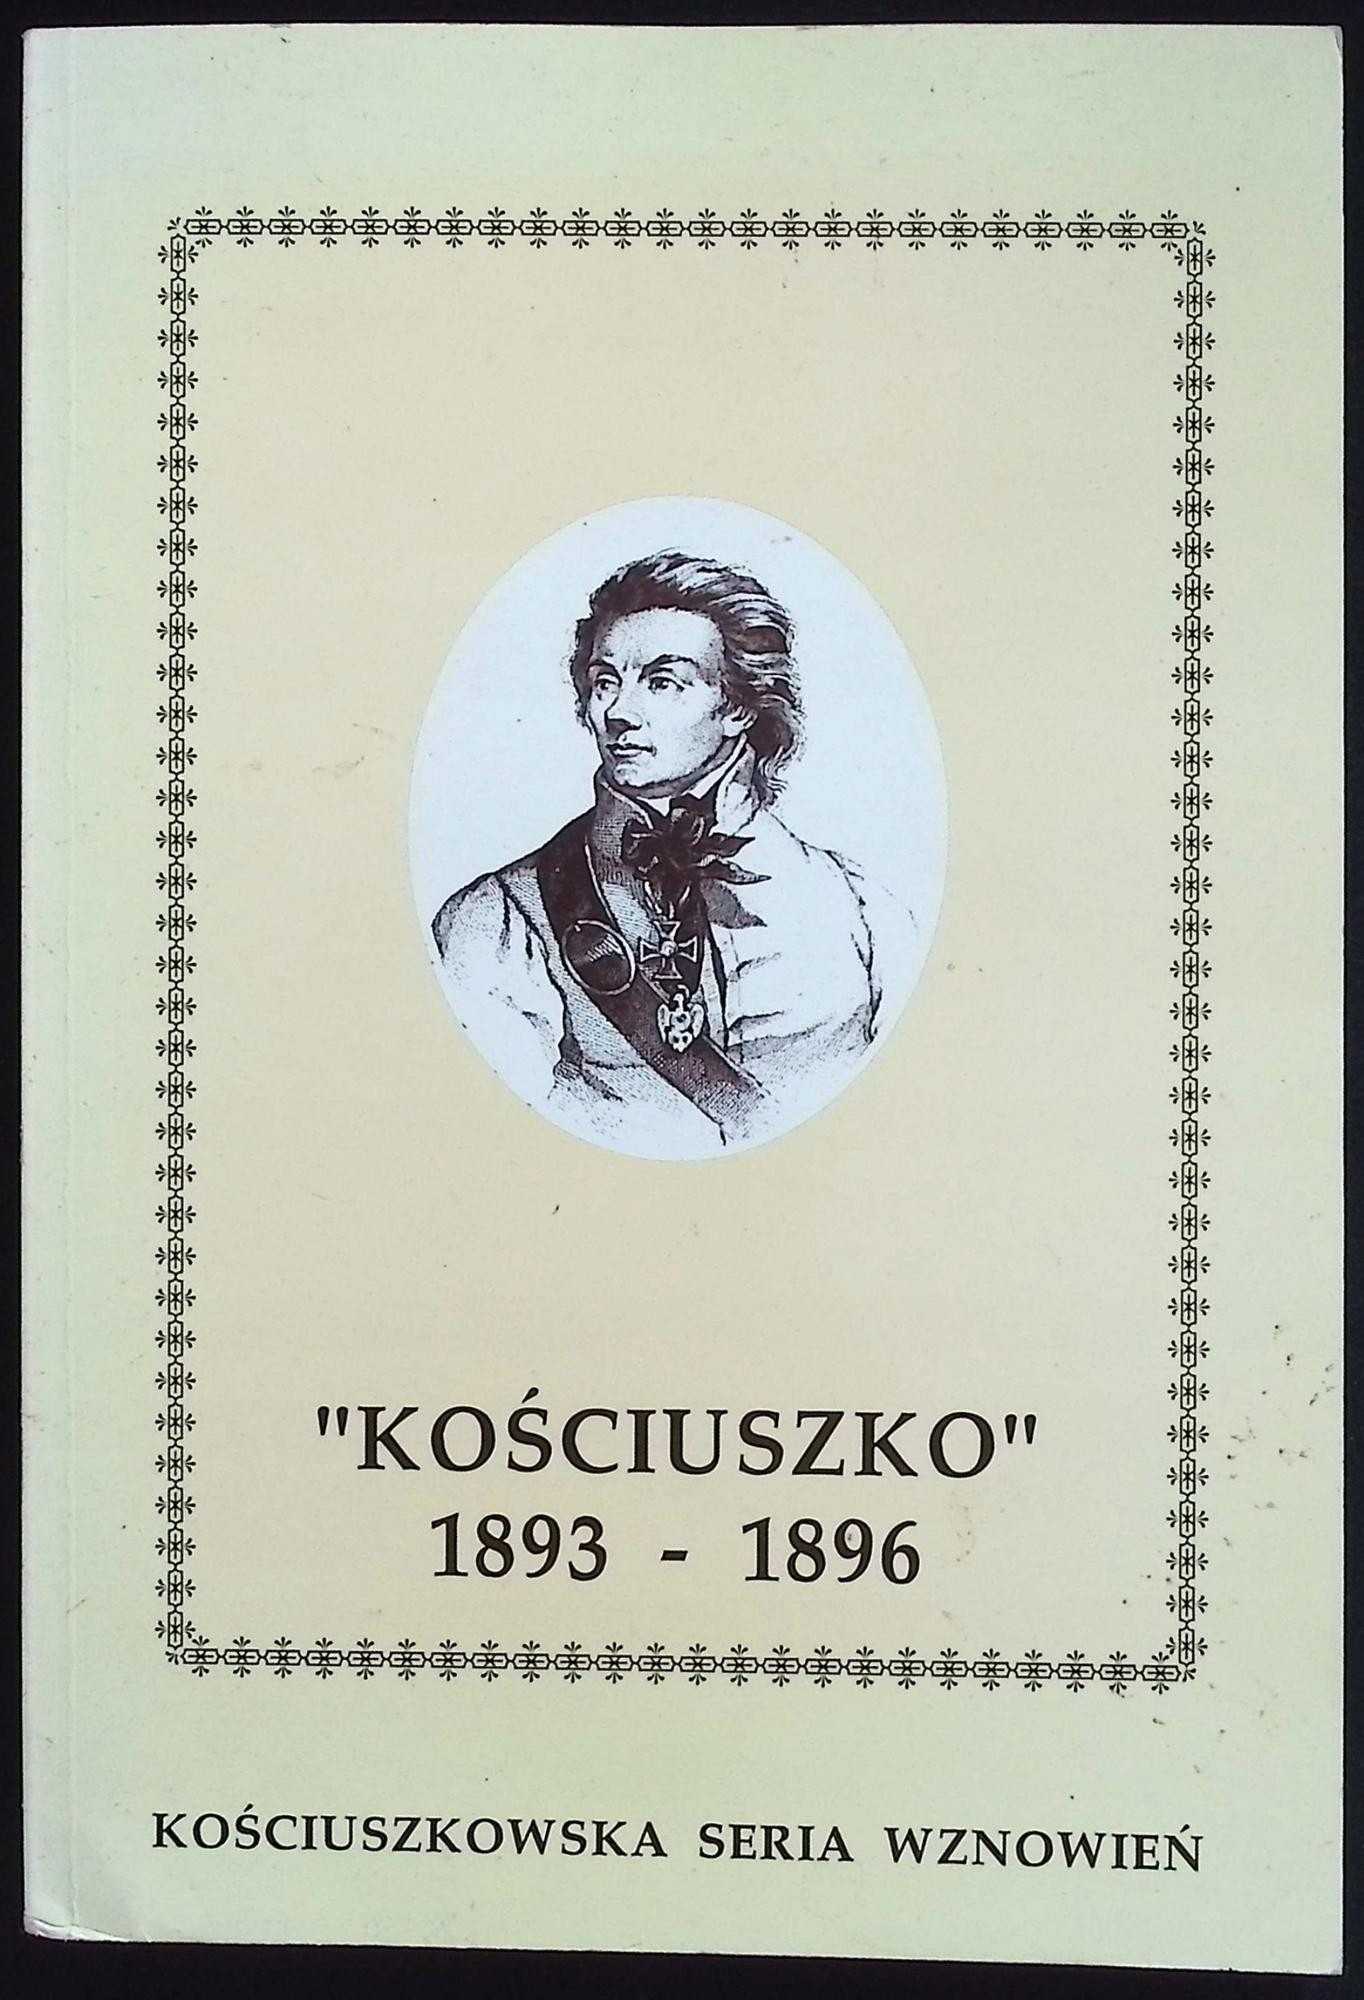 "KOŚCIUSZKO"
1893 - 1896
KOŚCIUSZKOWSKA SERIA WZNOWIEŃ